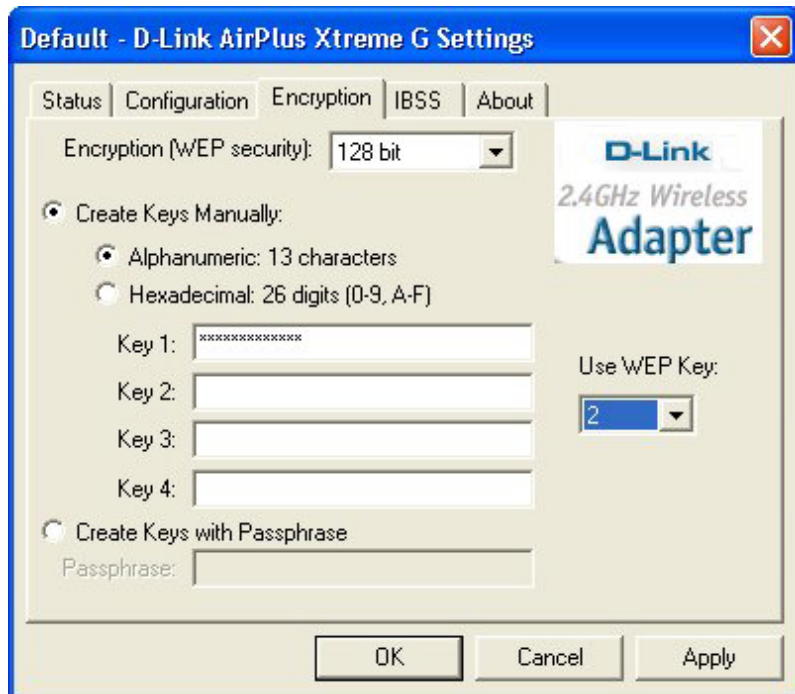 Default - D-Link AirPlus Xtreme G Settings
Status Configuration Encryption IBSS About
Encryption (WEP security): 128 bit
D-Link
2.4GHz Wireless
Adapter
Create Keys Manually:
Alphanumeric: 13 characters
Hexadecimal: 26 digits (0-9, A-F)
Key 1: *************
Use WEP Key:
Key 2:
2
Key 3:
Key 4:
Create Keys with Passphrase
Passphrase:
OK Cancel Apply